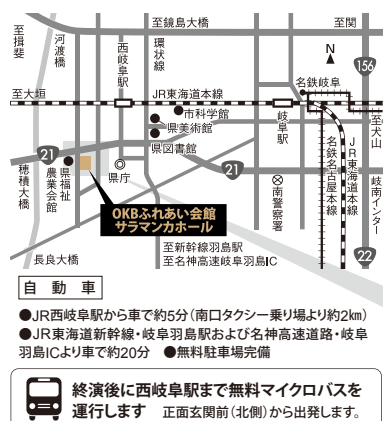 至鏡島大橋
至関
至揖斐
河渡橋
西岐阜駅
環状線
N
156
名鉄岐阜
至大垣
JR東海道本線
至犬山
市科学館
県美術館
県図書館
岐阜駅
21
穂積大橋
県福祉
農業会館
県庁
21
南警察署
名鉄名古屋本線
JR東海道本線
岐南インター
OKBふれあい会館
サラマンカホール
至新幹線羽島駅
至名神高速岐阜羽島IC
長良大橋
22
自動車
●JR西岐阜駅から車で約5分(南口タクシー乗り場より約2km)
●JR東海道新幹線・岐阜羽島駅および名神高速道路・岐阜
羽島ICより車で約20分 ●無料駐車場完備
終演後に西岐阜駅まで無料マイクロバスを
運行します 正面玄関前(北側)から出発します。